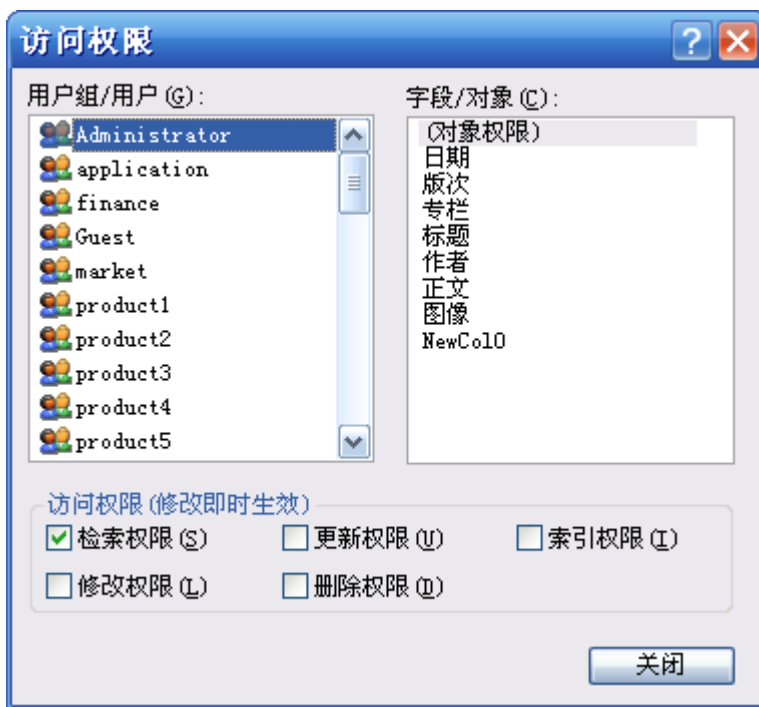 访问权限
用户组/用户(G):
Administrator
application
finance
Guest
market
product1
product2
product3
product4
product5
字段/对象(C):
(对象权限)
日期
版次
专栏
标题
作者
正文
图像
NewCol0
访问权限(修改即时生效)
检索权限(S) 更新权限(U) 索引权限(I)
修改权限(L) 删除权限(D)
关闭